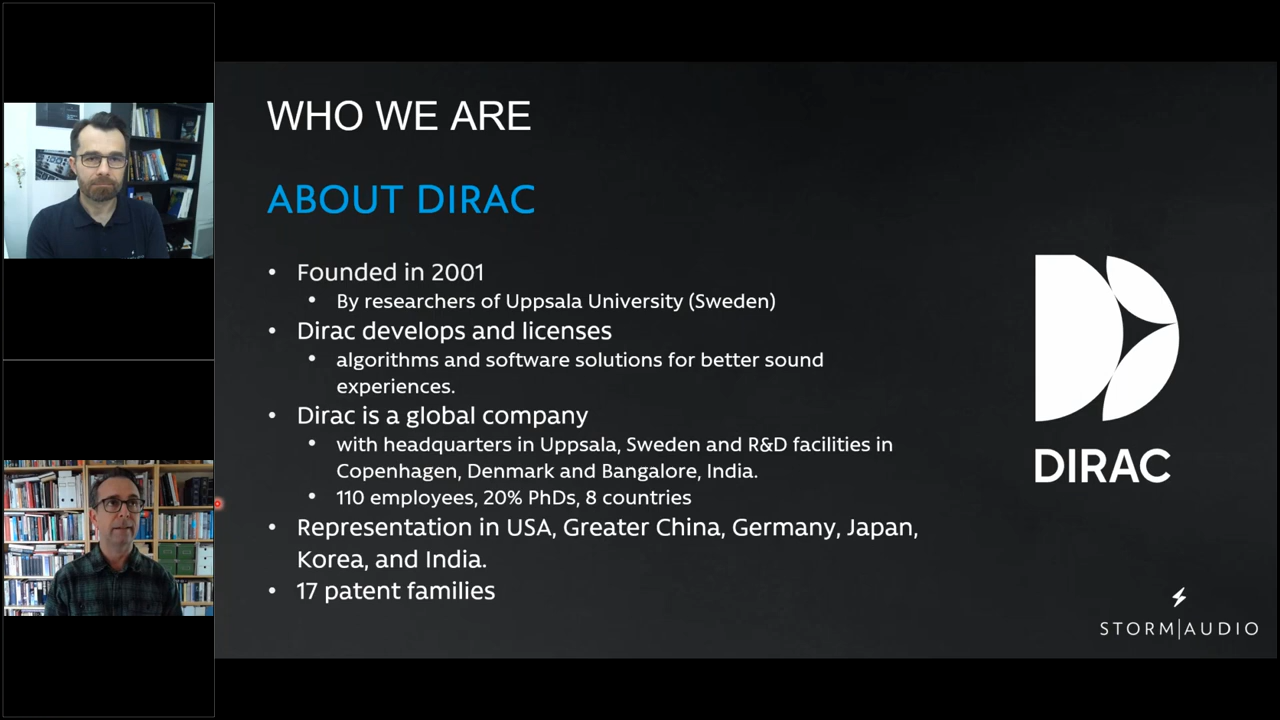 WHO WE ARE
ABOUT DIRAC
• Founded in 2001
• By researchers of Uppsala University (Sweden)
• Dirac develops and licenses
• algorithms and software solutions for better sound
experiences.
• Dirac is a global company
• with headquarters in Uppsala, Sweden and R&D facilities in
Copenhagen, Denmark and Bangalore, India.
• 110 employees, 20% PhDs, 8 countries
• Representation in USA, Greater China, Germany, Japan,
Korea, and India.
• 17 patent families
DIRAC
STORM|AUDIO